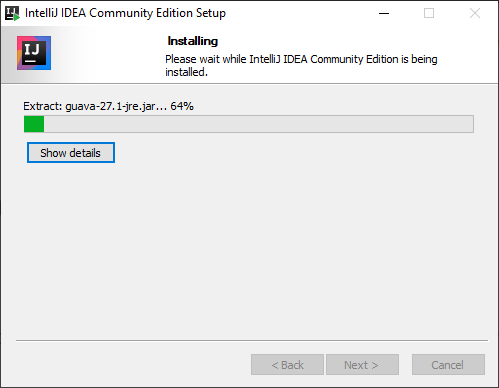 IntelliJ IDEA Community Edition Setup
IJ
Installing
Please wait while IntelliJ IDEA Community Edition is being
installed.
Extract: guava-27.1-jre.jar... 64%
Show details
< Back
Next >
Cancel